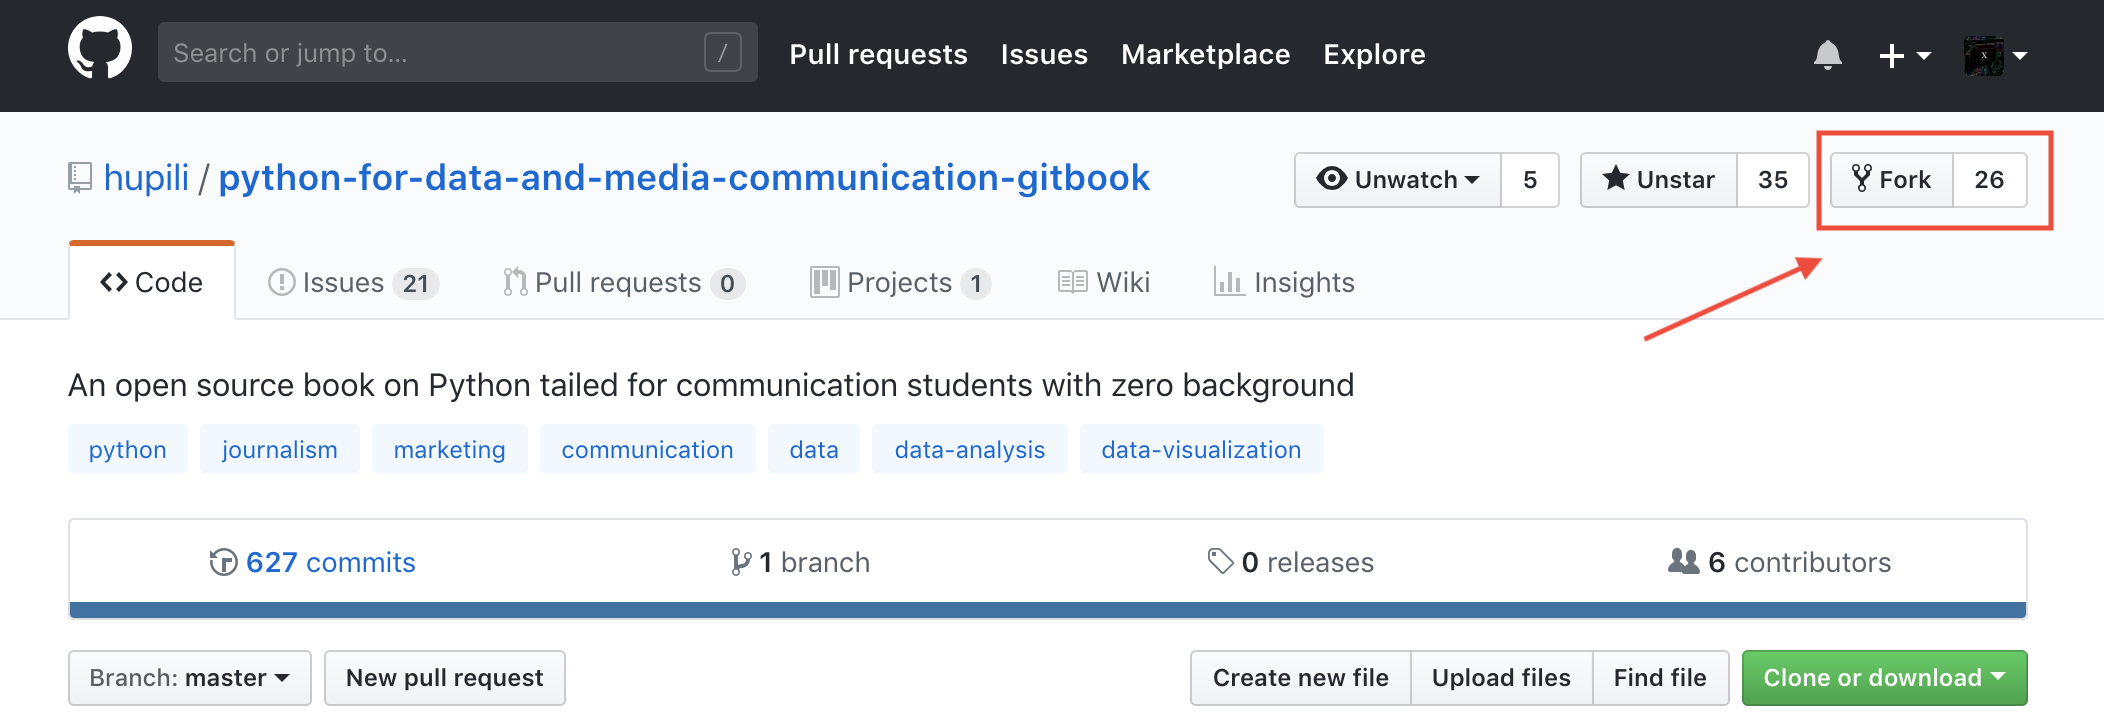 Search or jump to... / Pull requests Issues Marketplace Explore
hupili / python-for-data-and-media-communication-gitbook Unwatch 5 Unstar 35 Fork 26
Code Issues 21 Pull requests 0 Projects 1 Wiki Insights
An open source book on Python tailed for communication students with zero background
python journalism marketing communication data data-analysis data-visualization
627 commits 1 branch 0 releases 6 contributors
Branch: master New pull request Create new file Upload files Find file Clone or download